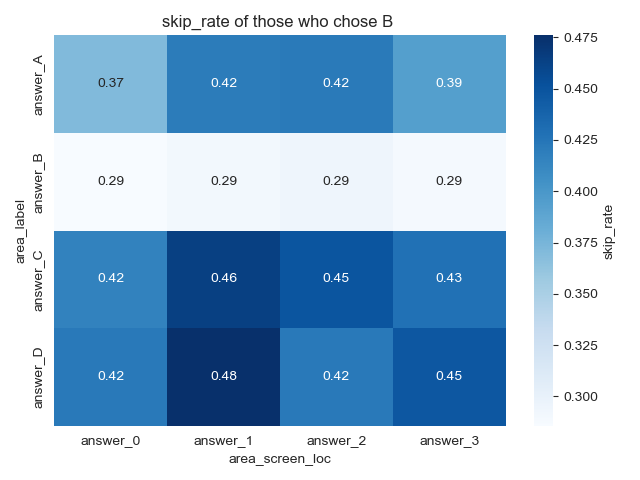 skip_rate of those who chose B
answer_A
0.37
0.42
0.42
0.39
answer_B
0.29
0.29
0.29
0.29
answer_C
0.42
0.46
0.45
0.43
answer_D
0.42
0.48
0.42
0.45
answer_0
answer_1
answer_2
answer_3
area_screen_loc
area_label
0.475
0.450
0.425
0.400
0.375
0.350
0.325
0.300
skip_rate